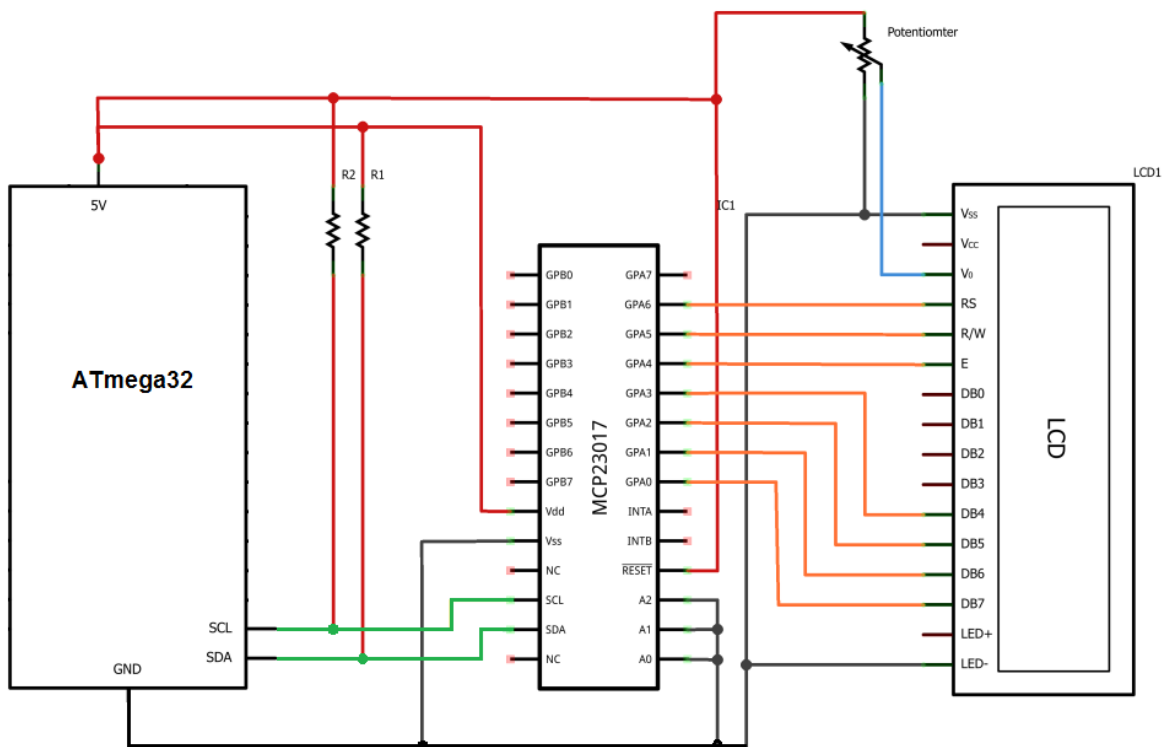 Potentiomter
R2 R1
LCD1
5V
IC1
ATmega32
SCL
SDA
GND
GPB0
GPB1
GPB2
GPB3
GPB4
GPB5
GPB6
GPB7
Vdd
Vss
NC
SCL
SDA
NC
MCP23017
GPA7
GPA6
GPA5
GPA4
GPA3
GPA2
GPA1
GPA0
INTA
INTB
RESET
A2
A1
A0
Vss
Vcc
V0
RS
R/W
E
DB0
DB1
DB2
DB3
DB4
DB5
DB6
DB7
LED+
LED-
LCD